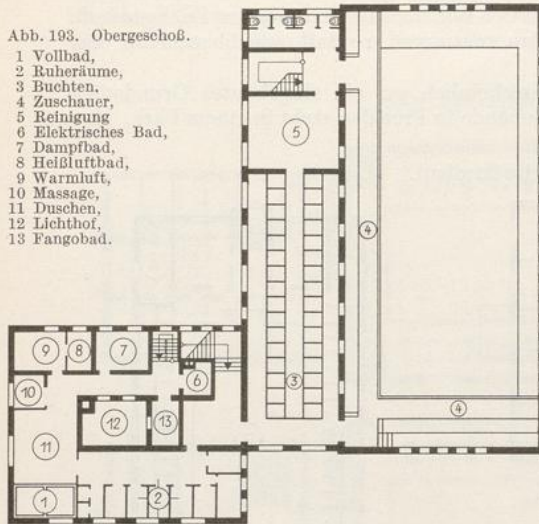 Abb. 193. Obergeschoß.
1 Vollbad,
2 Ruheräume,
3 Buchten,
4 Zuschauer,
5 Reinigung
6 Elektrisches Bad,
7 Dampfbad,
8 Heißluftbad,
9 Warmluft,
10 Massage,
11 Duschen,
12 Lichthof,
13 Fangobad.
5
4
9
8
7
6
3
10
12
13
4
11
1
2